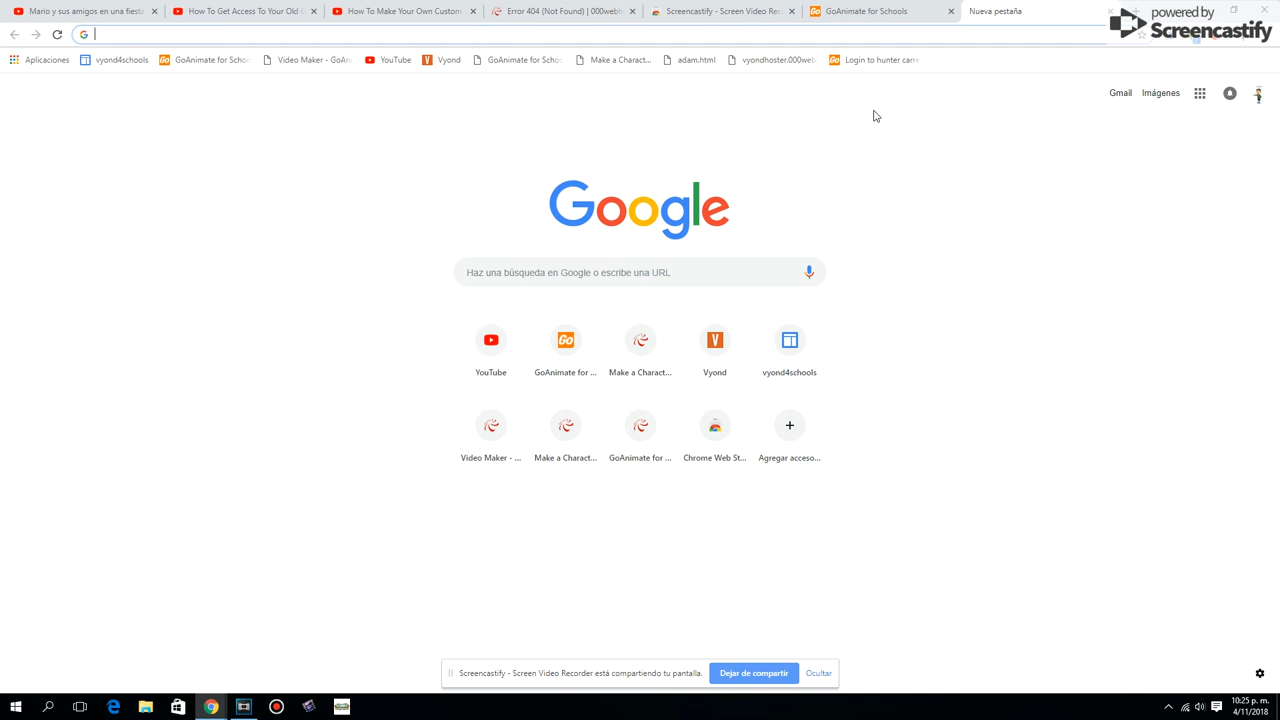 Mario y sus amigos en una fiesta
How To Get Access To Your Old G
How To Make Your Own Custom
Error 404 (Not Found) | 000webh
Screencastify - Screen Video Re
GoAnimate for Schools
Nueva pestaña
powered by
Screencastify
Aplicaciones
vyond4schools
GoAnimate for Schoo
Video Maker - GoAni
YouTube
Vyond
GoAnimate for Schoo
Make a Charact...
adam.html
vyondhoster.000web
Login to hunter carre
Gmail
Imágenes
Google
Haz una búsqueda en Google o escribe una URL
YouTube
GoAnimate for ...
Make a Charact...
Vyond
vyond4schools
Video Maker - ...
Make a Charact...
GoAnimate for ...
Chrome Web St...
Agregar acceso...
Screencastify - Screen Video Recorder está compartiendo tu pantalla.
Dejar de compartir
Ocultar
10:25 p. m.
4/11/2018